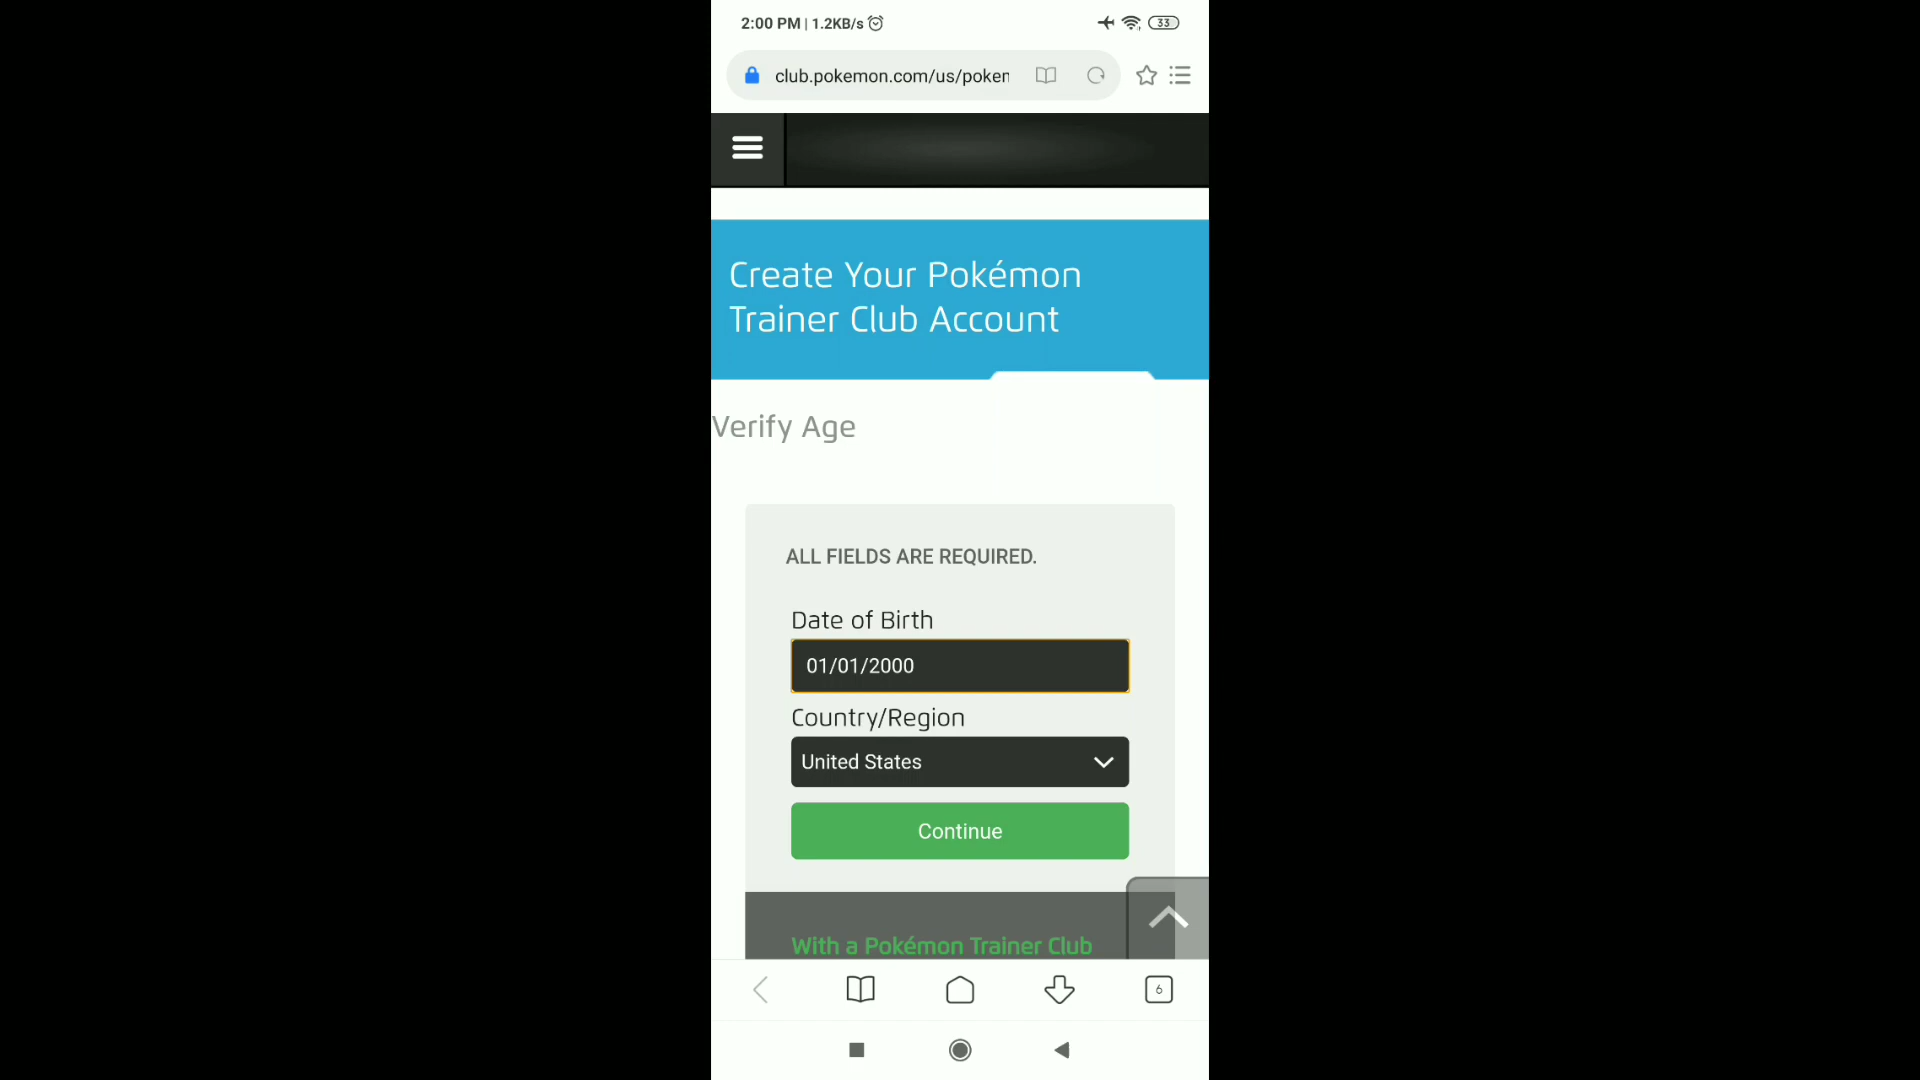 2:00 PM | 1.2KB/s
33
club.pokemon.com/us/poken
Create Your Pokémon
Trainer Club Account
Verify Age
ALL FIELDS ARE REQUIRED.
Date of Birth
01/01/2000
Country/Region
United States
Continue
With a Pokémon Trainer Club
6